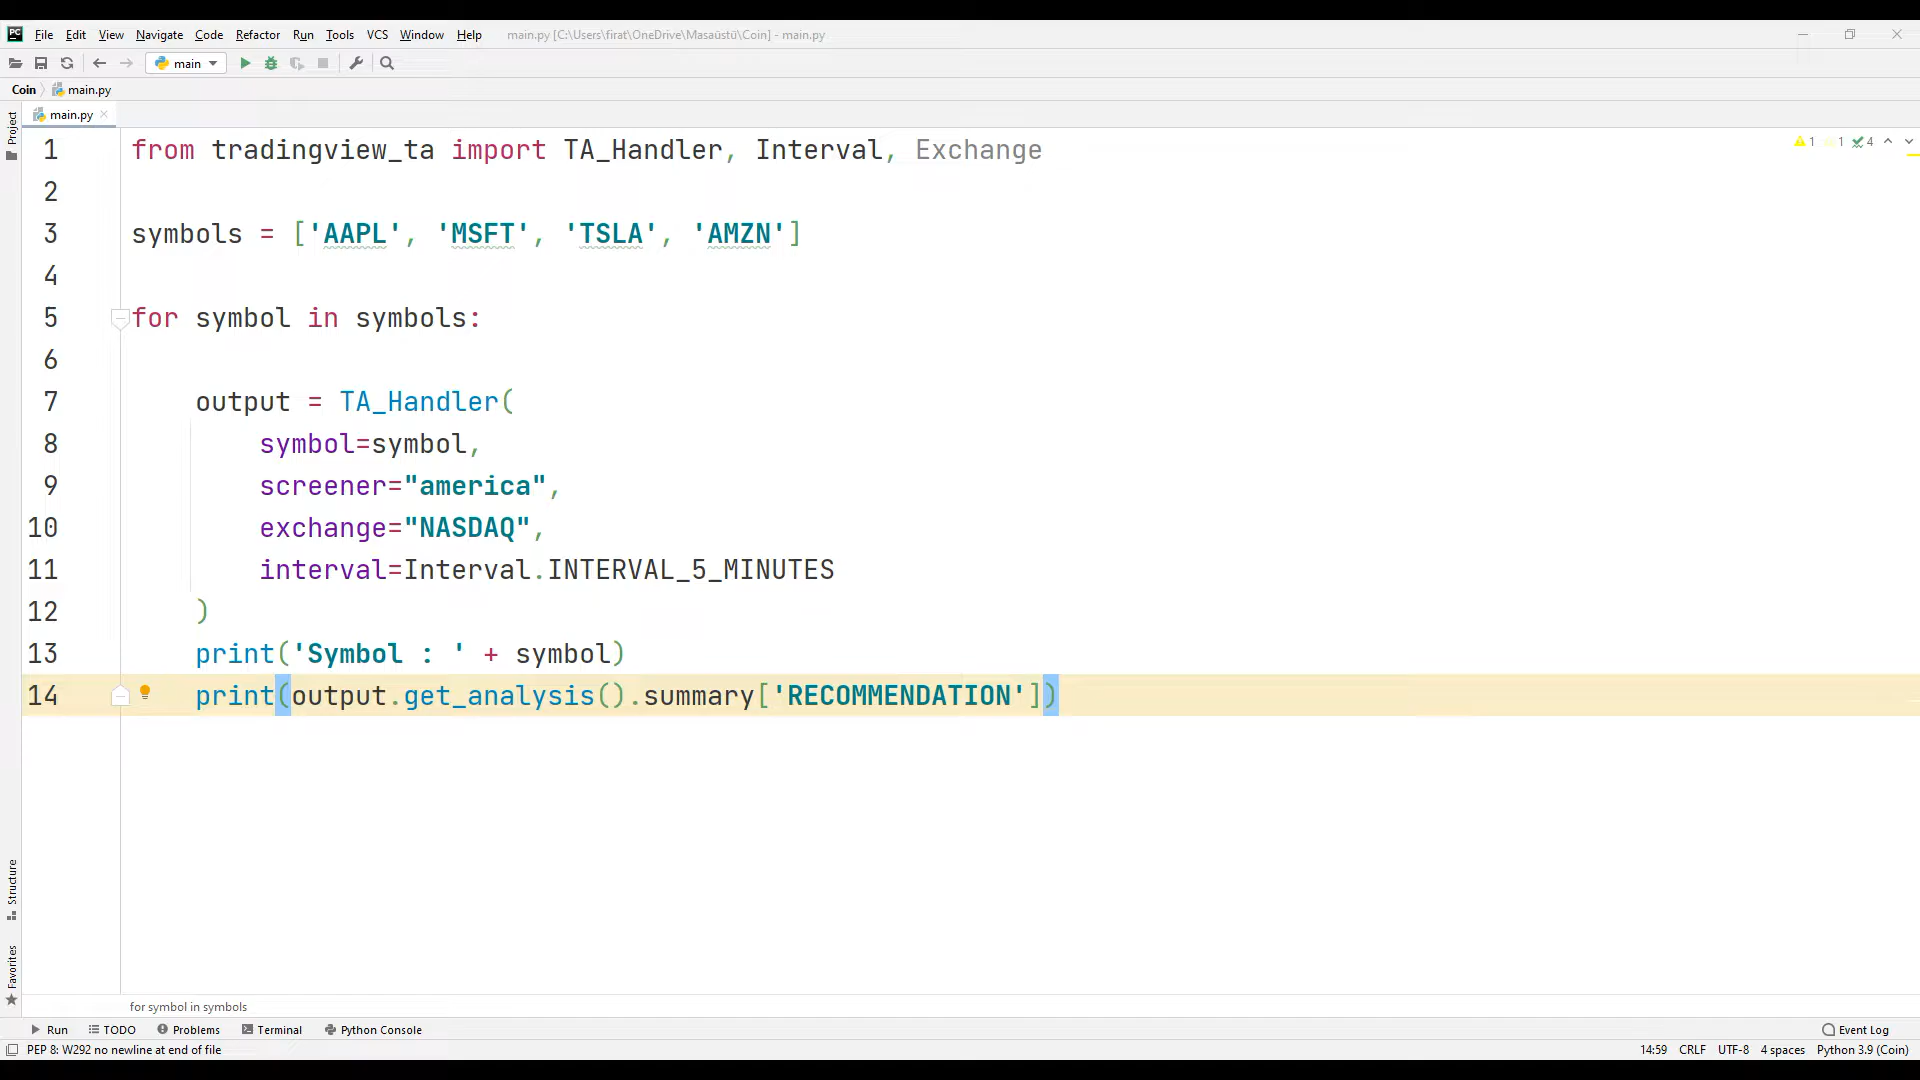 PC File Edit View Navigate Code Refactor Run Tools VCS Window Help main.py [C:\Users\firat\OneDrive\Masaüstü\Coin] - main.py
main
Coin main.py
main.py
Project
1 from tradingview_ta import TA_Handler, Interval, Exchange
1 1 4
2
3 symbols = ['AAPL', 'MSFT', 'TSLA', 'AMZN']
4
5 for symbol in symbols:
6
7 output = TA_Handler(
8 symbol=symbol,
9 screener="america",
10 exchange="NASDAQ",
11 interval=Interval.INTERVAL_5_MINUTES
12 )
13 print('Symbol : ' + symbol)
14 print(output.get_analysis().summary['RECOMMENDATION'])
Structure
Favorites
for symbol in symbols
Run TODO Problems Terminal Python Console Event Log
PEP 8: W292 no newline at end of file 14:59 CRLF UTF-8 4 spaces Python 3.9 (Coin)